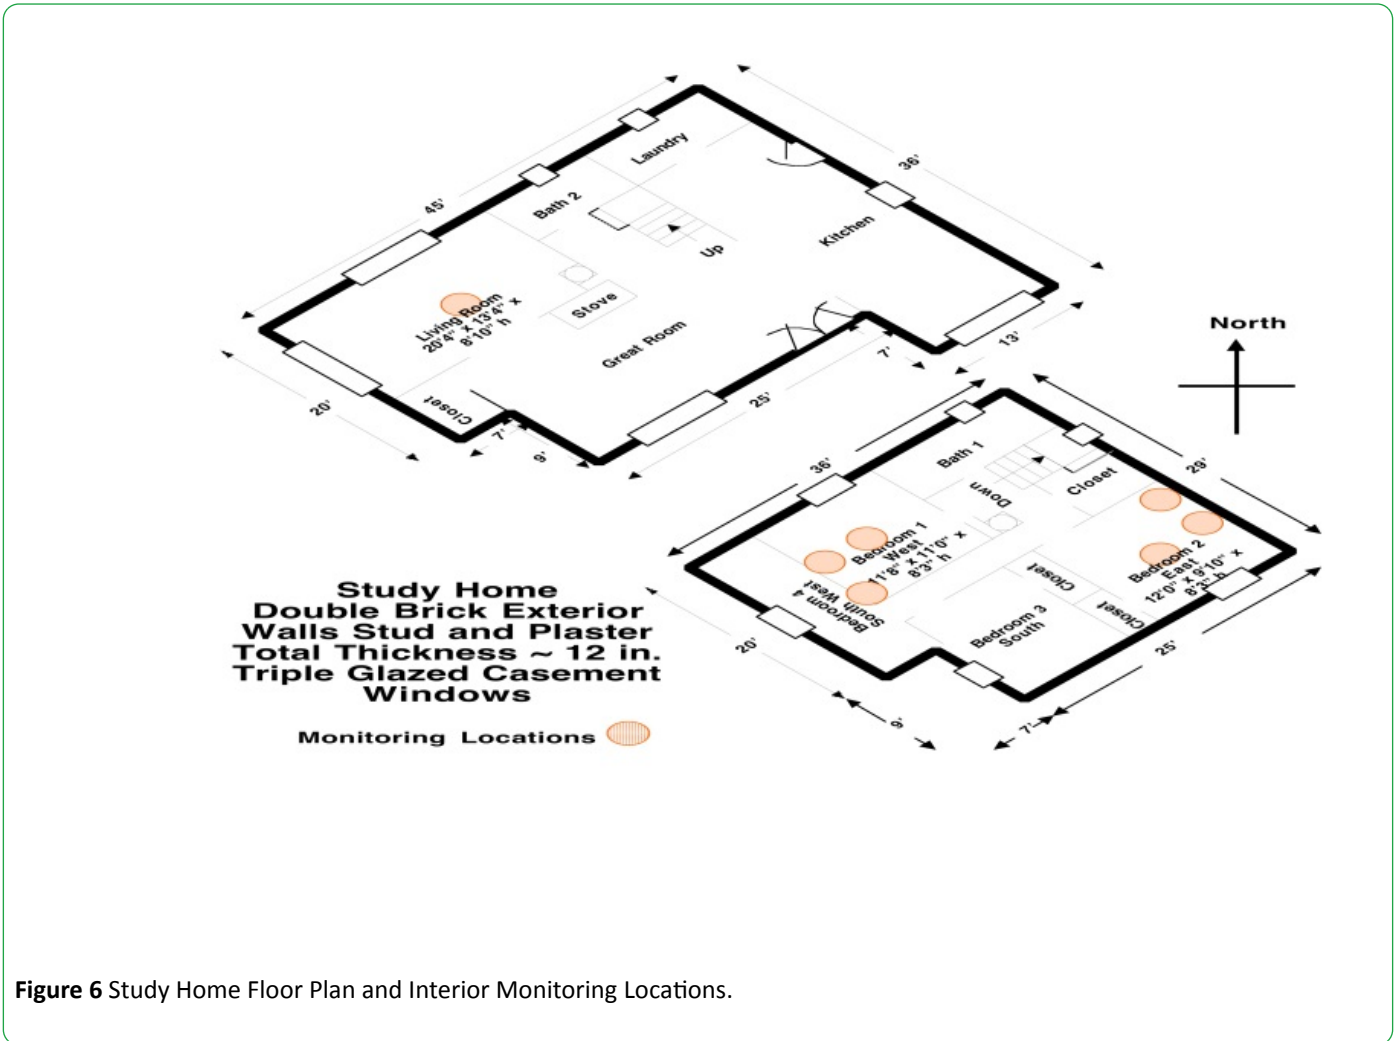 36'
45'
Laundry
Bath 2
Up
Kitchen
Living Room
20'4" X 13'4" x
8'10" h
Stove
Great Room
Closet
20'
7'
9'
25'
7'
13'
North
36'
29'
Bath 1
Down
Closet
Bedroom 1
West
11'8" X 11'0" x
8'3" h
Bedroom 4
South West
Bedroom 2
East
12'0" X 9'10" x
8'3" h
Closet
Closet
Bedroom 3
South
20'
9'
7'
25'
Study Home
Double Brick Exterior
Walls Stud and Plaster
Total Thickness ~ 12 in.
Triple Glazed Casement
Windows
Monitoring Locations
Figure 6 Study Home Floor Plan and Interior Monitoring Locations.